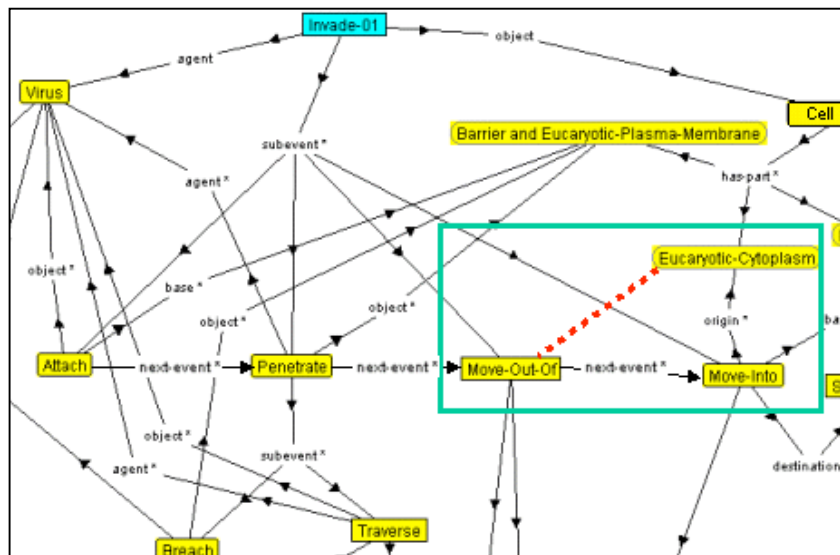 Invade-01
agent
object
Virus
Cell
Barrier and Eucaryotic-Plasma-Membrane
subevent*
agent*
has-part*
Eucaryotic-Cytoplasm
object*
base*
object*
object*
origin*
Attach
next-event*
Penetrate
next-event*
Move-Out-Of
next-event*
Move-Into
object*
agent*
subevent*
destination
Traverse
Breach